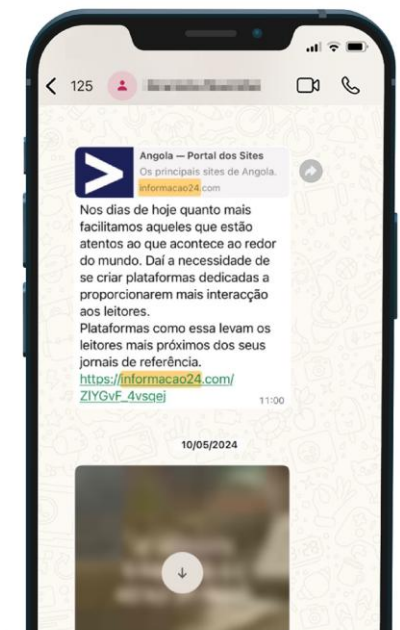 125
Angola — Portal dos Sites
Os principais sites de Angola.
informacao24.com
Nos dias de hoje quanto mais
facilitamos aqueles que estão
atentos ao que acontece ao redor
do mundo. Daí a necessidade de
se criar plataformas dedicadas a
proporcionarem mais interacção
aos leitores.
Plataformas como essa levam os
leitores mais próximos dos seus
jornais de referência.
https://informacao24.com/
ZIYGvF_4vsqej
11:00
10/05/2024